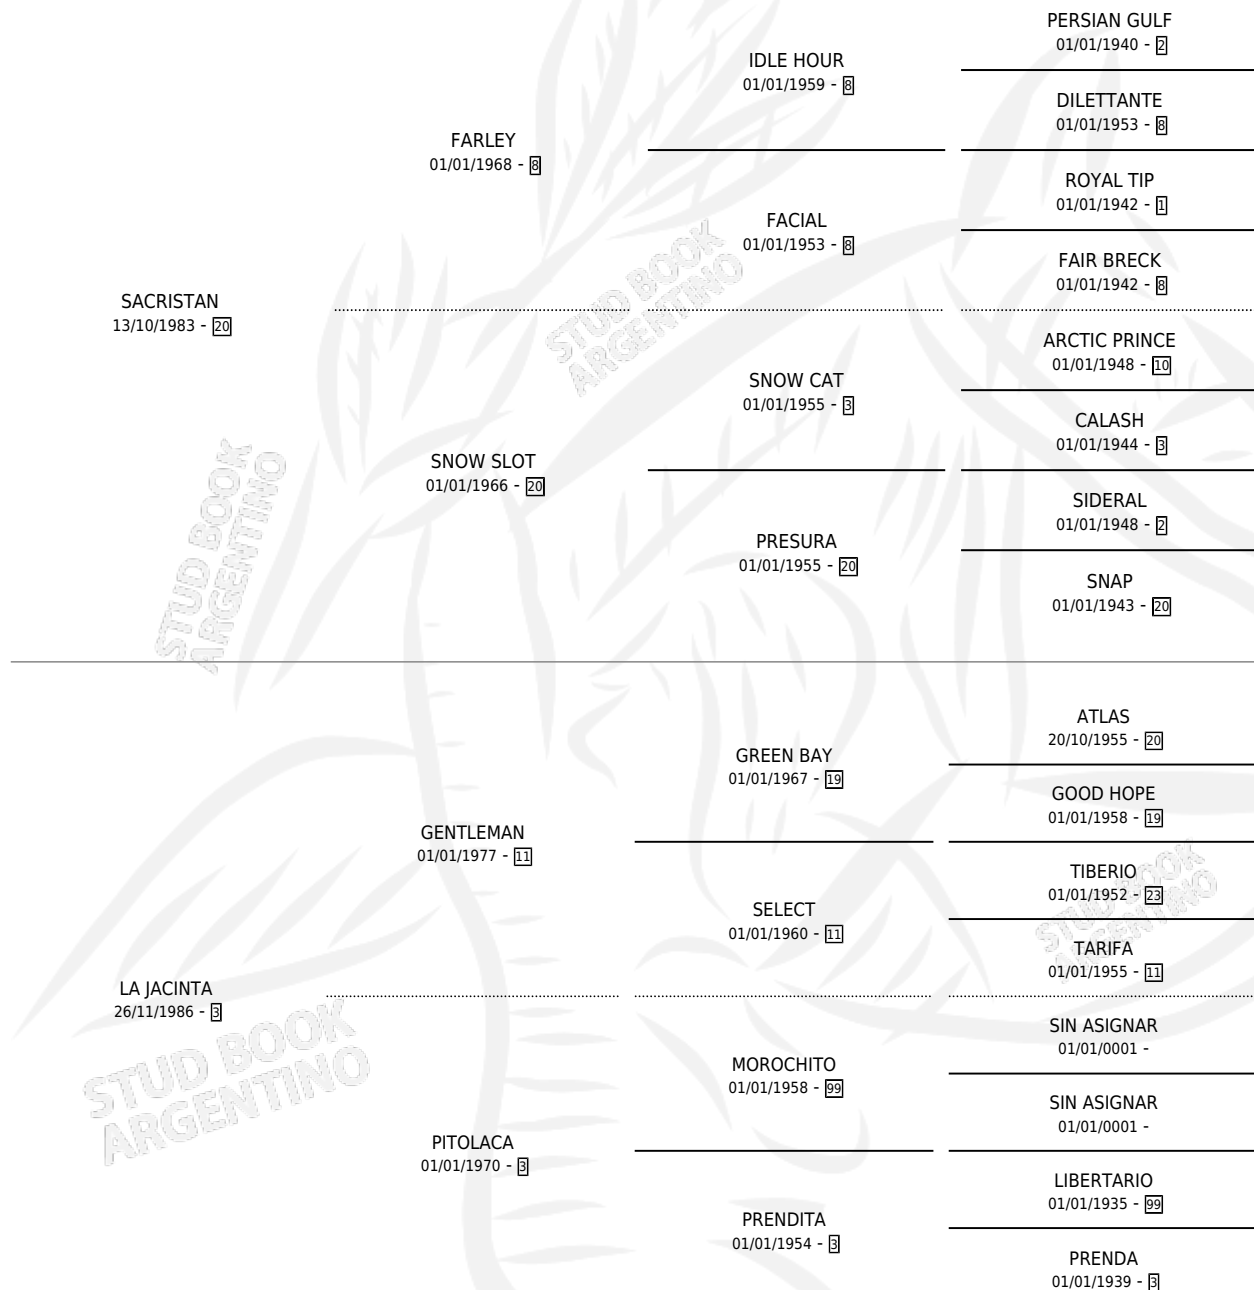 PERSIAN GULF
01/01/1940 - 2
IDLE HOUR
01/01/1959 - 8
DILETTANTE
01/01/1953 - 8
FARLEY
01/01/1968 - 8
ROYAL TIP
01/01/1942 - 1
FACIAL
01/01/1953 - 8
FAIR BRECK
01/01/1942 - 8
SACRISTAN
13/10/1983 - 20
ARCTIC PRINCE
01/01/1948 - 10
SNOW CAT
01/01/1955 - 3
CALASH
01/01/1944 - 3
SNOW SLOT
01/01/1966 - 20
SIDERAL
01/01/1948 - 2
PRESURA
01/01/1955 - 20
SNAP
01/01/1943 - 20
ATLAS
20/10/1955 - 20
GREEN BAY
01/01/1967 - 19
GOOD HOPE
01/01/1958 - 19
GENTLEMAN
01/01/1977 - 11
TIBERIO
01/01/1952 - 23
SELECT
01/01/1960 - 11
TARIFA
01/01/1955 - 11
LA JACINTA
26/11/1986 - 3
SIN ASIGNAR
01/01/0001 -
MOROCHITO
01/01/1958 - 99
SIN ASIGNAR
01/01/0001 -
PITOLACA
01/01/1970 - 3
LIBERTARIO
01/01/1935 - 99
PRENDITA
01/01/1954 - 3
PRENDA
01/01/1939 - 3
STUD BOOK
ARGENTINO
STUD BOOK
ARGENTINO
STUD BOOK
ARGENTINO
STUD BOOK
ARGENTINO